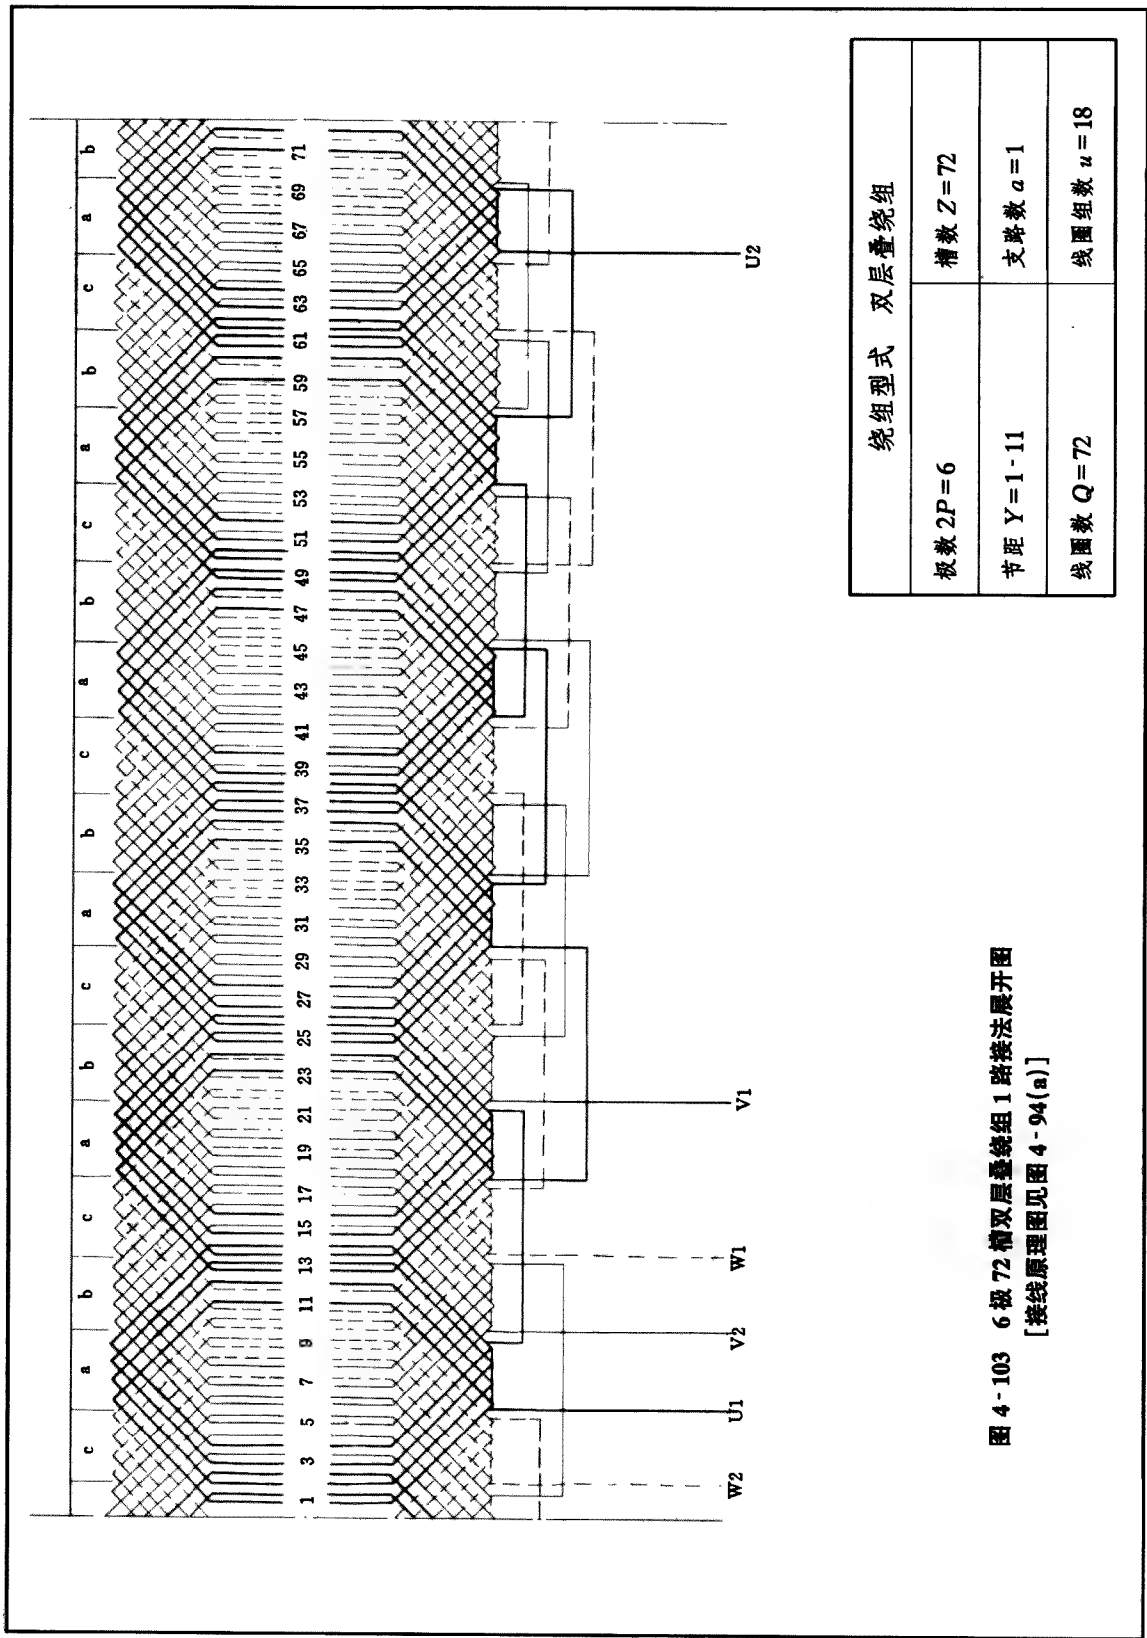 c a b c a b c a b c a b c a b c a b
1 3 5 7 9 11 13 15 17 19 21 23 25 27 29 31 33 35 37 39 41 43 45 47 49 51 53 55 57 59 61 63 65 67 69 71
W2 U1 V2 W1 V1 U2
图 4-103 6 极 72 槽双层叠绕组 1 路接法展开图
[接线原理图见图 4-94(a)]
绕组型式 双层叠绕组
极数 2P=6 槽数 Z=72
节距 Y=1-11 支路数 a=1
线圈数 Q=72 线圈组数 u=18